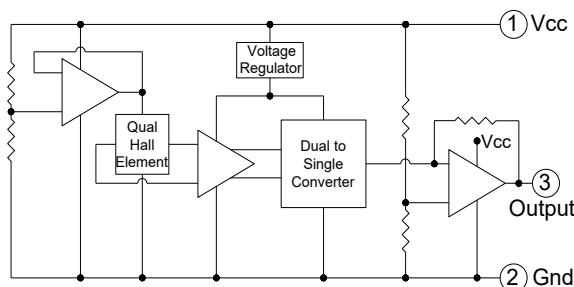 1 Vcc
Voltage
Regulator
Qual
Hall
Element
Dual to
Single
Converter
Vcc
3
Output
2 Gnd